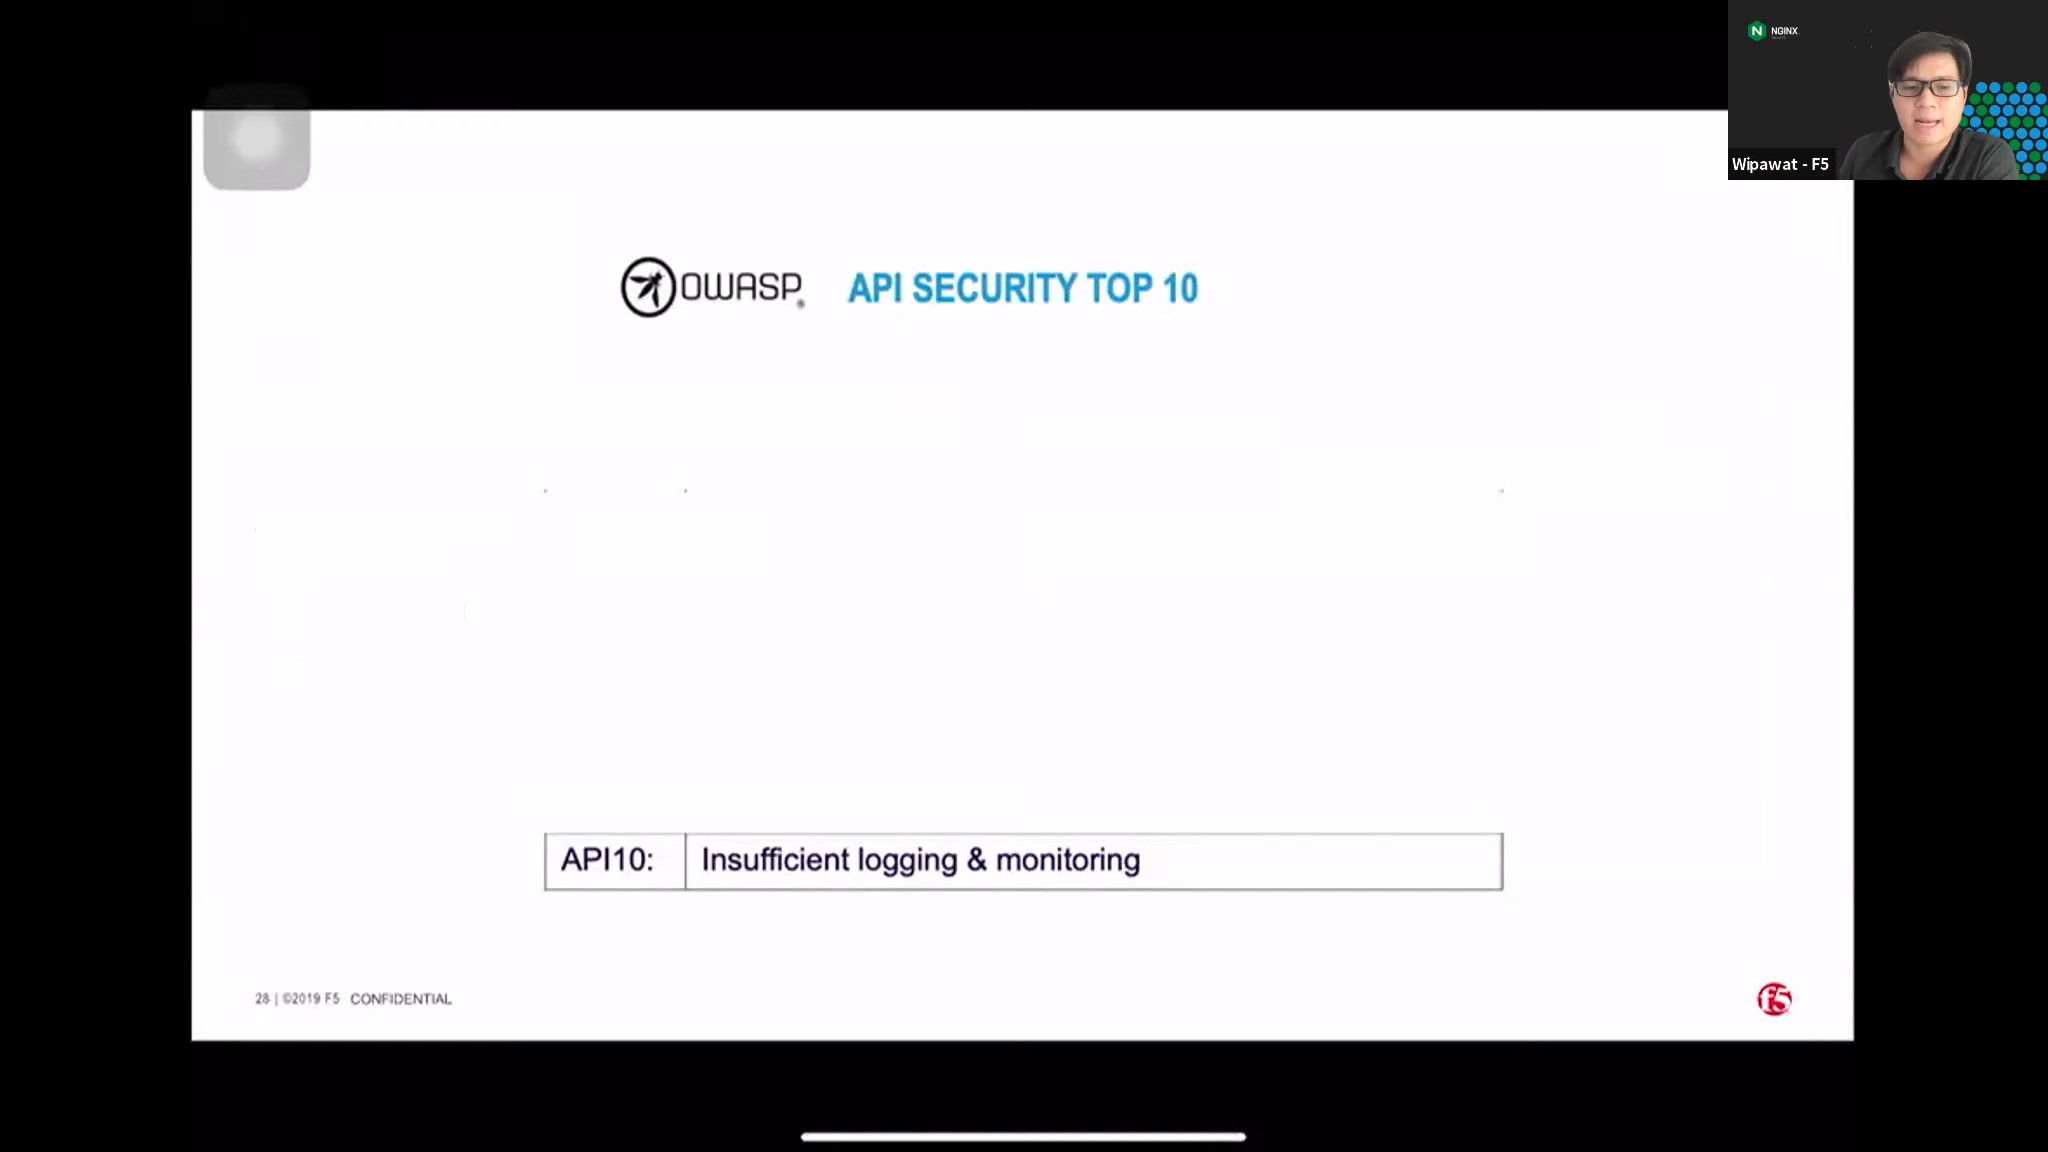 NGINX
Wipawat - F5
OWASP
API SECURITY TOP 10
API10: Insufficient logging & monitoring
28 | ©2019 F5 CONFIDENTIAL
f5